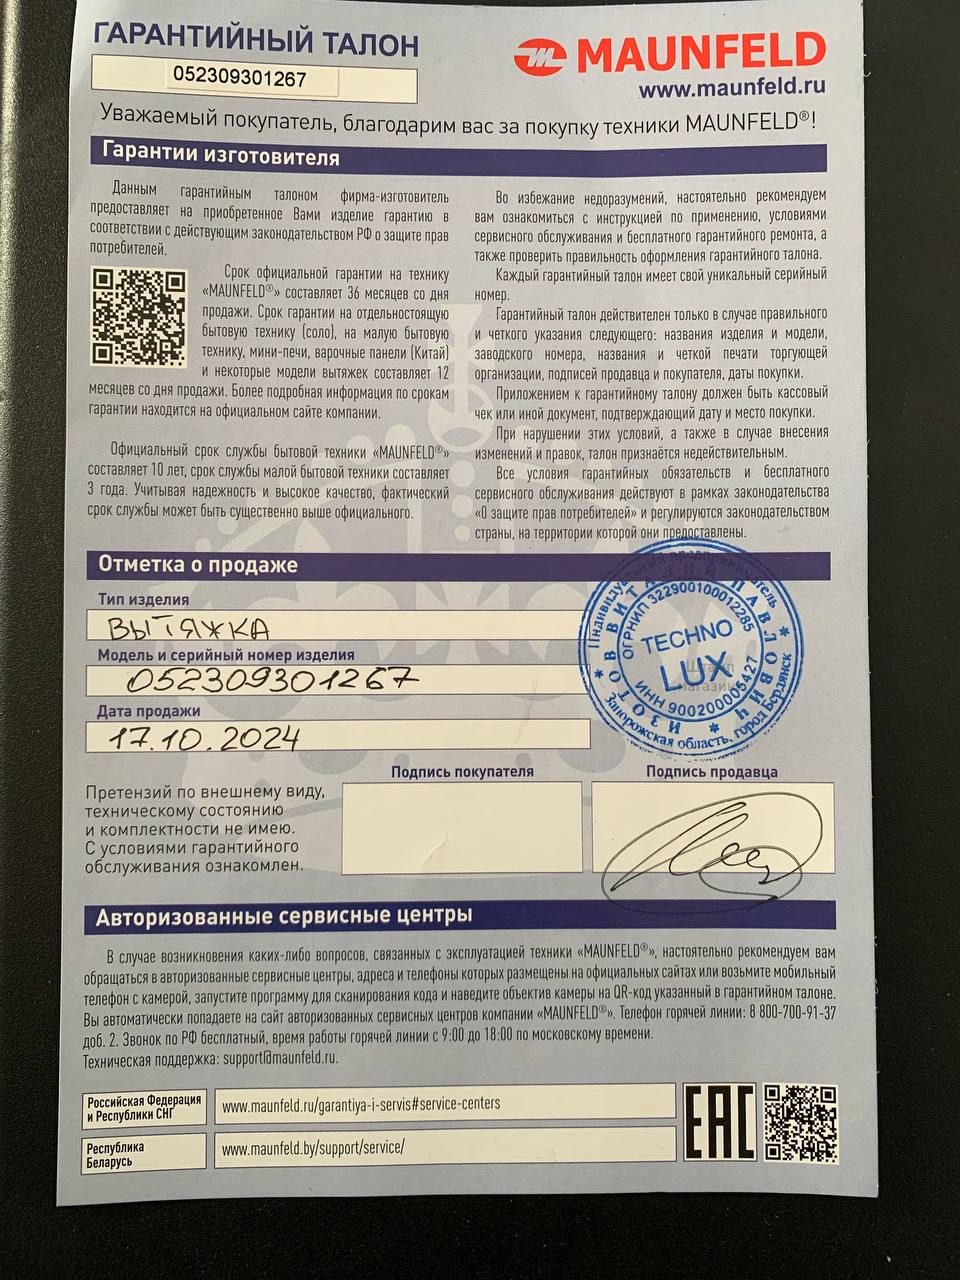 ГАРАНТИЙНЫЙ ТАЛОН
052309301267
MAUNFELD
www.maunfeld.ru
Уважаемый покупатель, благодарим вас за покупку техники MAUNFELD®!
Гарантии изготовителя
Данным гарантийным талоном фирма-изготовитель
предоставляет на приобретенное Вами изделие гарантию в
соответствии с действующим законодательством РФ о защите прав
потребителей.
Срок официальной гарантии на технику
«MAUNFELD®» составляет 36 месяцев со дня
продажи. Срок гарантии на отдельностоящую
бытовую технику (соло), на малую бытовую
технику, мини-печи, варочные панели (Китай)
и некоторые модели вытяжек составляет 12
месяцев со дня продажи. Более подробная информация по срокам
гарантии находится на официальном сайте компании.
Официальный срок службы бытовой техники «MAUNFELD®»
составляет 10 лет, срок службы малой бытовой техники составляет
3 года. Учитывая надежность и высокое качество, фактический
срок службы может быть существенно выше официального.
Во избежание недоразумений, настоятельно рекомендуем
вам ознакомиться с инструкцией по применению, условиями
сервисного обслуживания и бесплатного гарантийного ремонта, а
также проверить правильность оформления гарантийного талона.
Каждый гарантийный талон имеет свой уникальный серийный
номер.
Гарантийный талон действителен только в случае правильного
и четкого указания следующего: названия изделия и модели,
заводского номера, названия и четкой печати торгующей
организации, подписей продавца и покупателя, даты покупки.
Приложением к гарантийному талону должен быть кассовый
чек или иной документ, подтверждающий дату и место покупки.
При нарушении этих условий, а также в случае внесения
изменений и правок, талон признаётся недействительным.
Все условия гарантийных обязательств и бесплатного
сервисного обслуживания действуют в рамках законодательства
«О защите прав потребителей» и регулируются законодательством
страны, на территории которой они предоставлены.
Отметка о продаже
Тип изделия
ВЫТЯЖКА
Модель и серийный номер изделия
052309301267
Дата продажи
17.10.2024
Индивидуальный предприниматель
ИЗОТОВ ВИТАЛИЙ ПАВЛОВИЧ
ОГРНИП 322900100012285
TECHNO
LUX
Штамп
магазина
ИНН 900200005427
Запорожская область, город Бердянск
Подпись покупателя
Подпись продавца
Претензий по внешнему виду,
техническому состоянию
и комплектности не имею.
С условиями гарантийного
обслуживания ознакомлен.
Авторизованные сервисные центры
В случае возникновения каких-либо вопросов, связанных с эксплуатацией техники «MAUNFELD®», настоятельно рекомендуем вам
обращаться в авторизованные сервисные центры, адреса и телефоны которых размещены на официальных сайтах или возьмите мобильный
телефон с камерой, запустите программу для сканирования кода и наведите объектив камеры на QR-код указанный в гарантийном талоне.
Вы автоматически попадаете на сайт авторизованных сервисных центров компании «MAUNFELD®». Телефон горячей линии: 8 800-700-91-37
доб. 2. Звонок по РФ бесплатный, время работы горячей линии с 9:00 до 18:00 по московскому времени.
Техническая поддержка: support@maunfeld.ru.
Российская Федерация
и Республики СНГ
www.maunfeld.ru/garantiya-i-servis#service-centers
Республика
Беларусь
www.maunfeld.by/support/service/
EAC